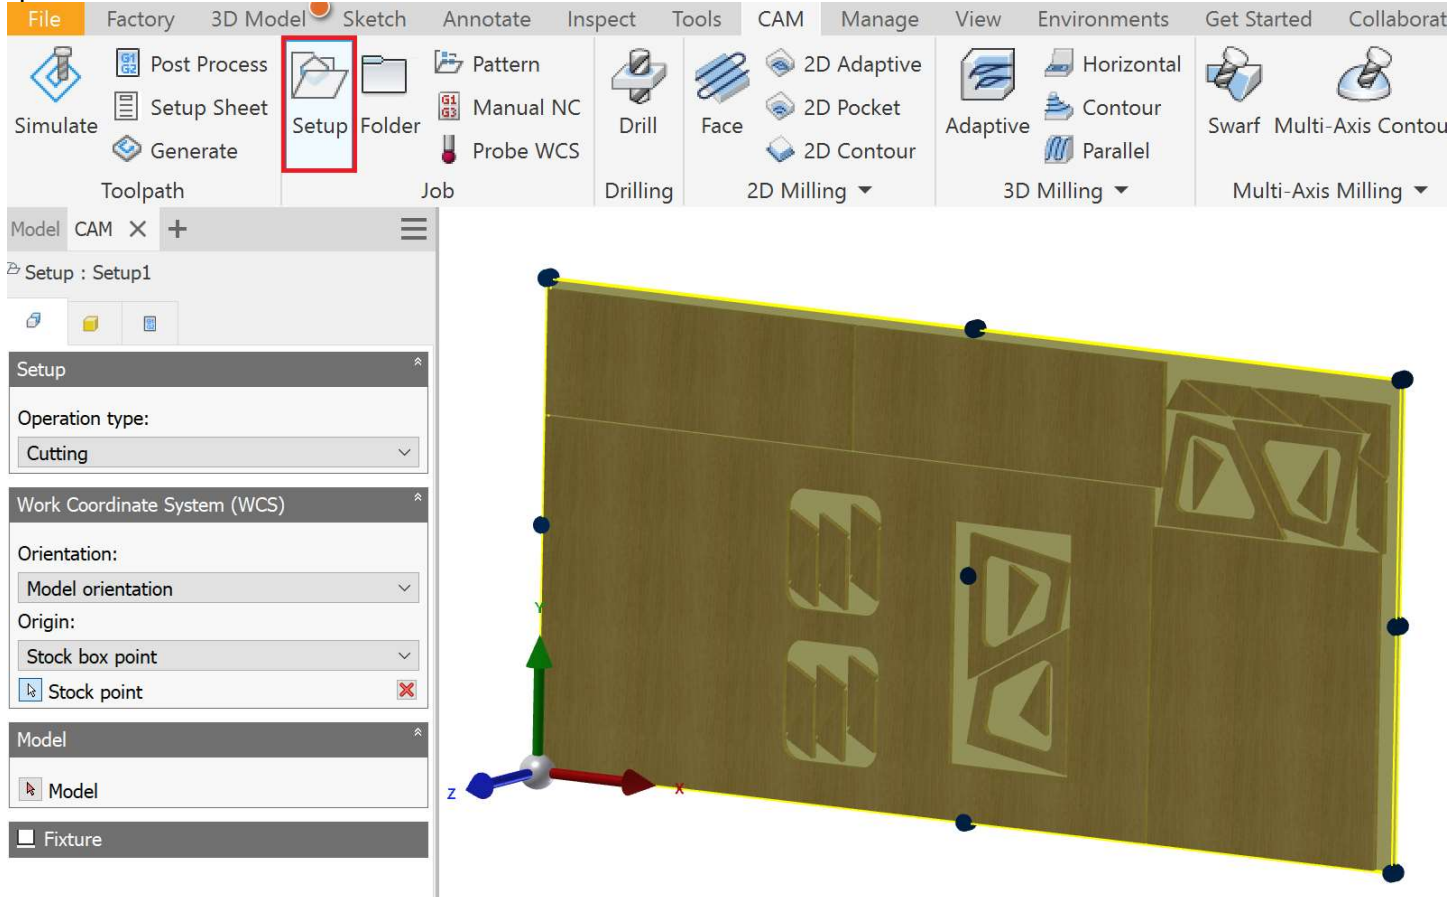 File Factory 3D Model Sketch Annotate Inspect Tools CAM Manage View Environments Get Started Collaborat
Simulate
G1
G2
Post Process
Setup Sheet
Generate
Toolpath
Setup
Folder
Pattern
G1
G3
Manual NC
Probe WCS
Job
Drill
Drilling
Face
2D Adaptive
2D Pocket
2D Contour
2D Milling
Adaptive
Horizontal
Contour
Parallel
3D Milling
Swarf
Multi-Axis Contou
Multi-Axis Milling
Model CAM
Setup : Setup1
Setup
Operation type:
Cutting
Work Coordinate System (WCS)
Orientation:
Model orientation
Origin:
Stock box point
Stock point
Model
Model
Fixture
Y
Z
X